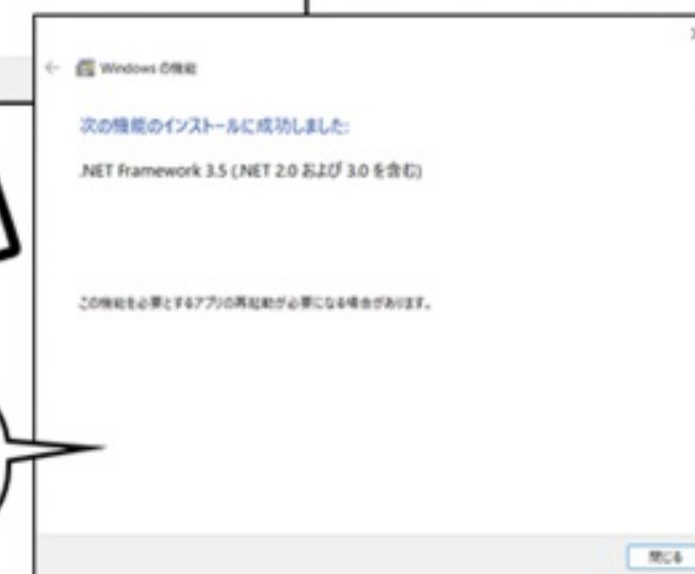 Windows の機能
次の機能のインストールに成功しました:
.NET Framework 3.5 (.NET 2.0 および 3.0 を含む)
この機能を必要とするアプリの再起動が必要になる場合があります。
閉じる